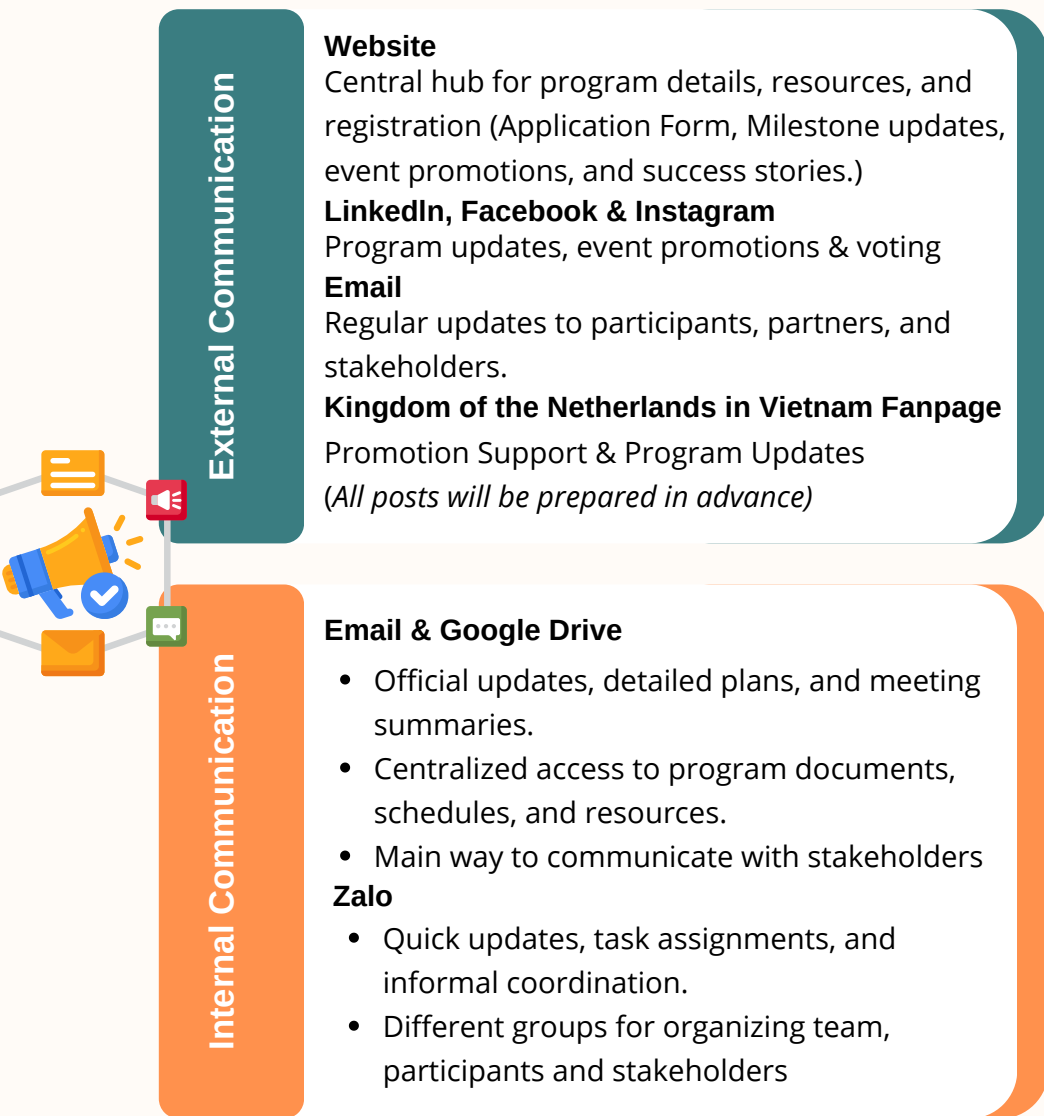 External Communication
Website
Central hub for program details, resources, and
registration (Application Form, Milestone updates,
event promotions, and success stories.)
LinkedIn, Facebook & Instagram
Program updates, event promotions & voting
Email
Regular updates to participants, partners, and
stakeholders.
Kingdom of the Netherlands in Vietnam Fanpage
Promotion Support & Program Updates
(All posts will be prepared in advance)
Internal Communication
Email & Google Drive
• Official updates, detailed plans, and meeting
summaries.
• Centralized access to program documents,
schedules, and resources.
• Main way to communicate with stakeholders
Zalo
• Quick updates, task assignments, and
informal coordination.
• Different groups for organizing team,
participants and stakeholders